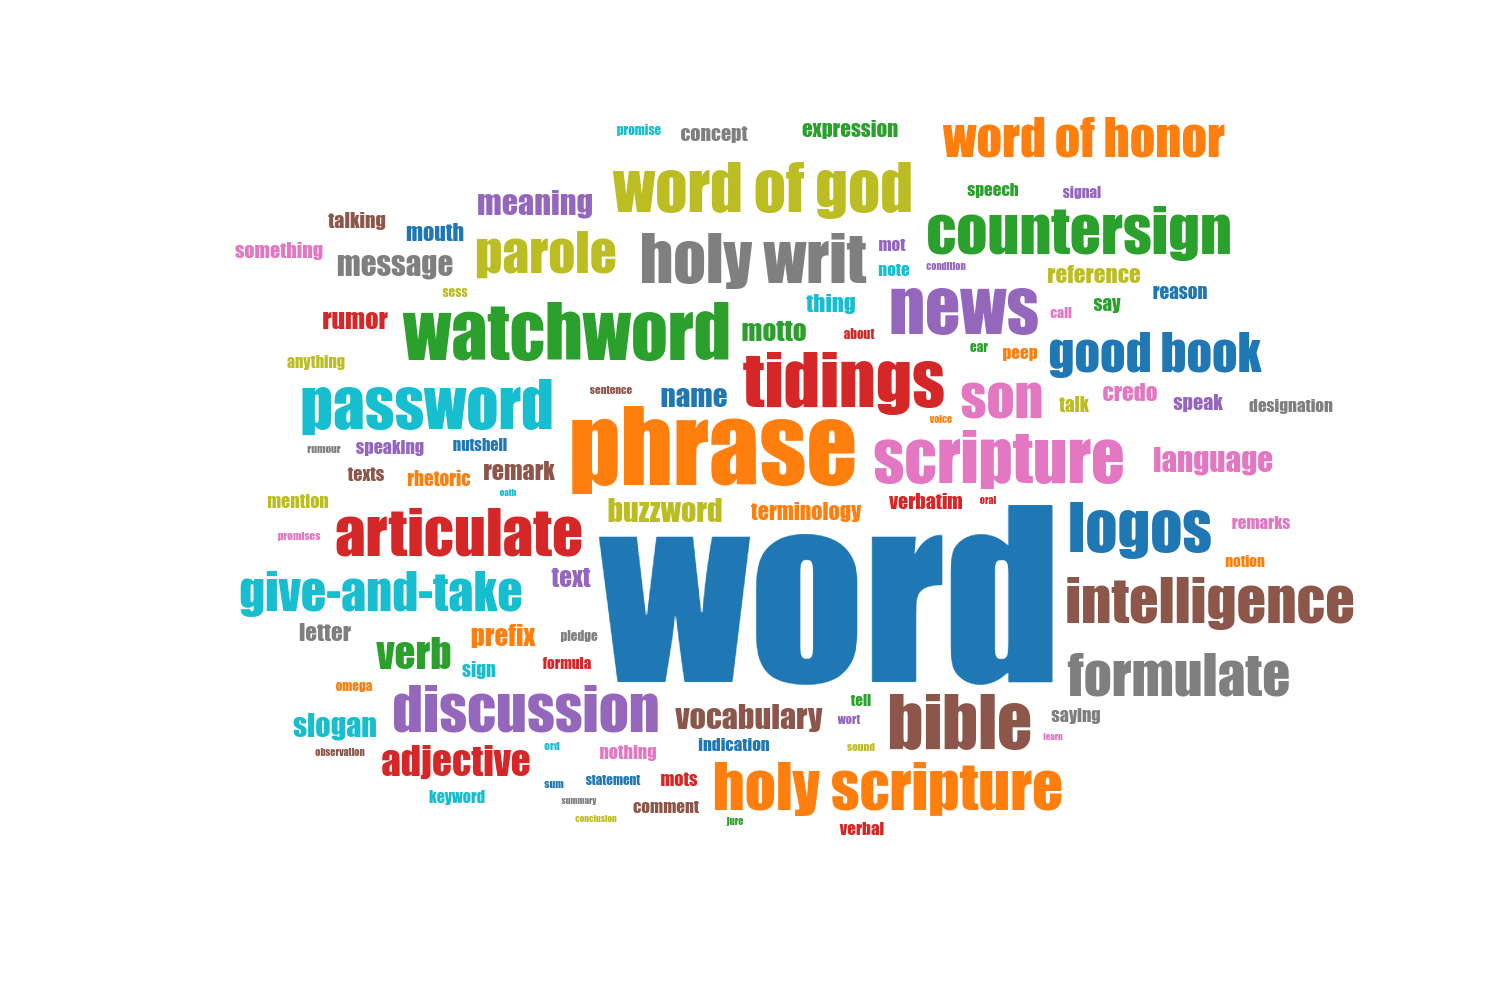 promise
concept
expression
word of honor
word of god
speech
signal
meaning
talking
mouth
countersign
something
message
parole
holy writ
mot
note
condition
reference
sess
thing
news
call
say
reason
rumor
watchword
motto
about
ear
peep
good book
anything
password
sentence
name
tidings
son
talk
credo
speak
designation
voice
rumour
speaking
nutshell
phrase
scripture
language
texts
rhetoric
remark
oath
mention
buzzword
terminology
verbatim
oral
promises
articulate
word
logos
remarks
notion
give-and-take
text
intelligence
letter
verb
prefix
pledge
sign
formula
formulate
omega
slogan
discussion
vocabulary
tell
wort
bible
saying
learn
observation
adjective
ord
nothing
indication
sound
keyword
sum
statement
mots
holy scripture
summary
comment
conclusion
jure
verbal